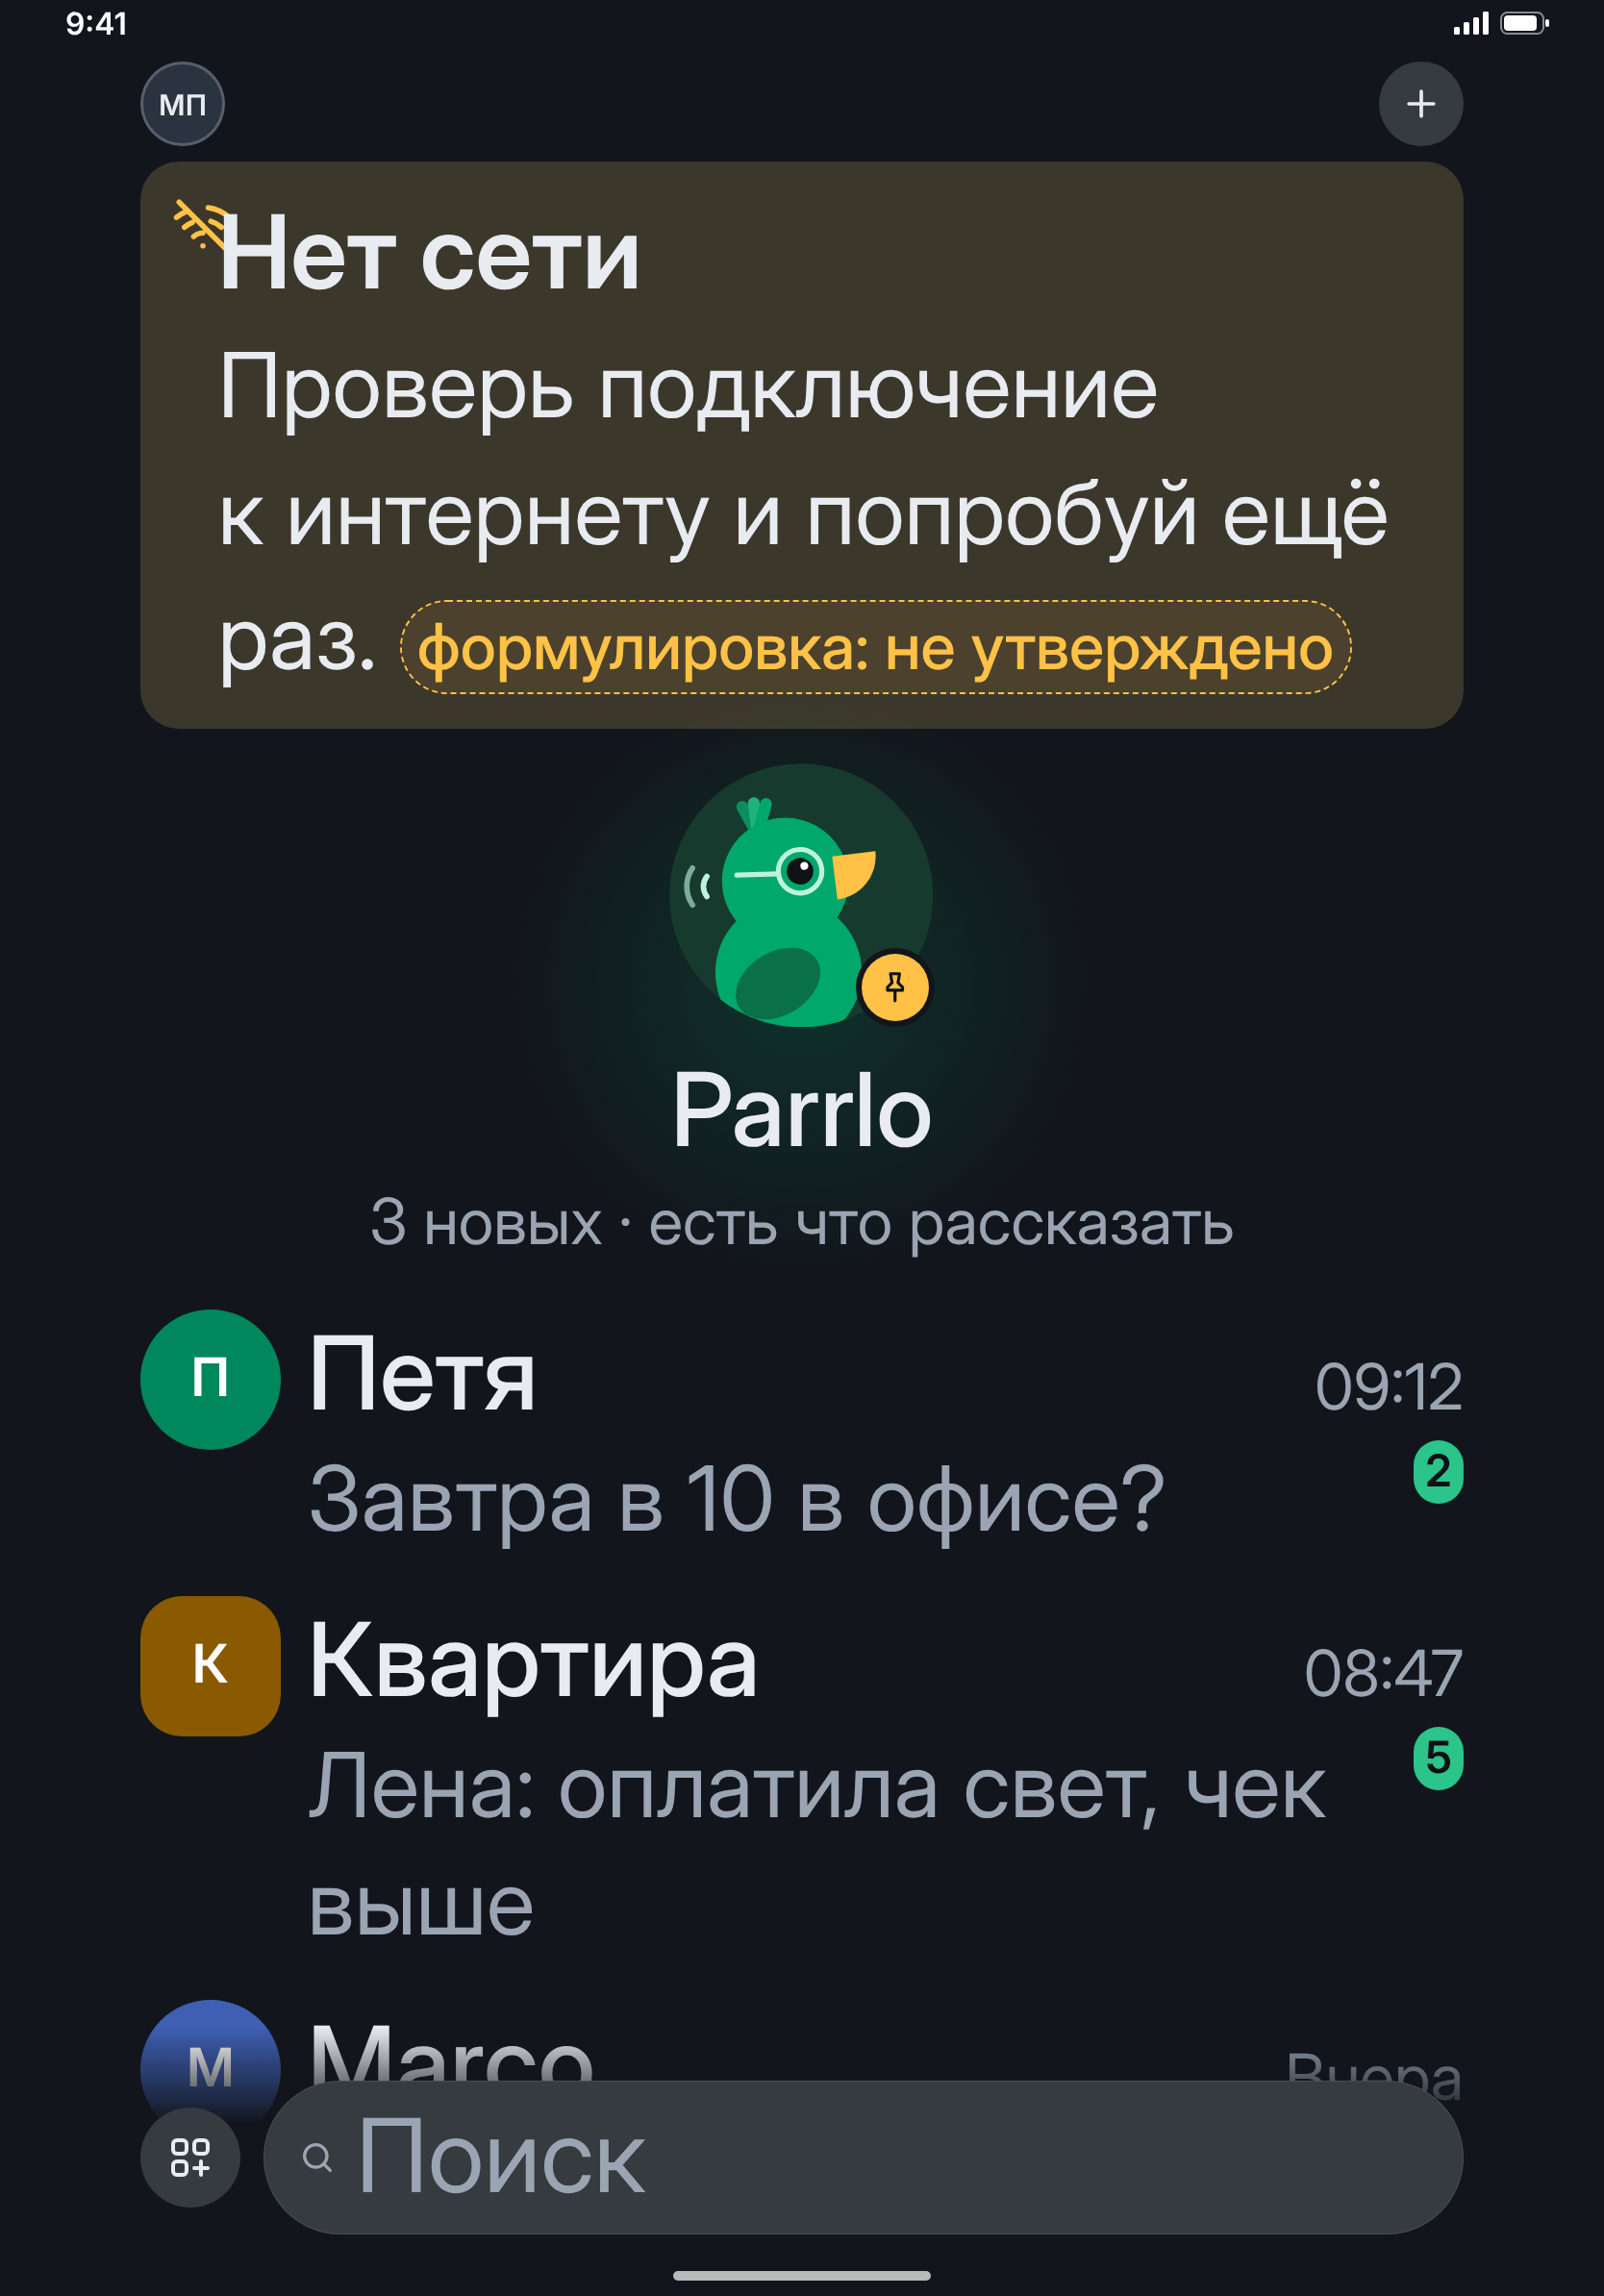 9:41
МП
Нет сети
Проверь подключение
к интернету и попробуй ещё
раз. формулировка: не утверждено
Parrlo
3 новых · есть что рассказать
П Петя 09:12
Завтра в 10 в офисе? 2
К Квартира 08:47
Лена: оплатила свет, чек 5
выше
M Marco Вчера
Поиск